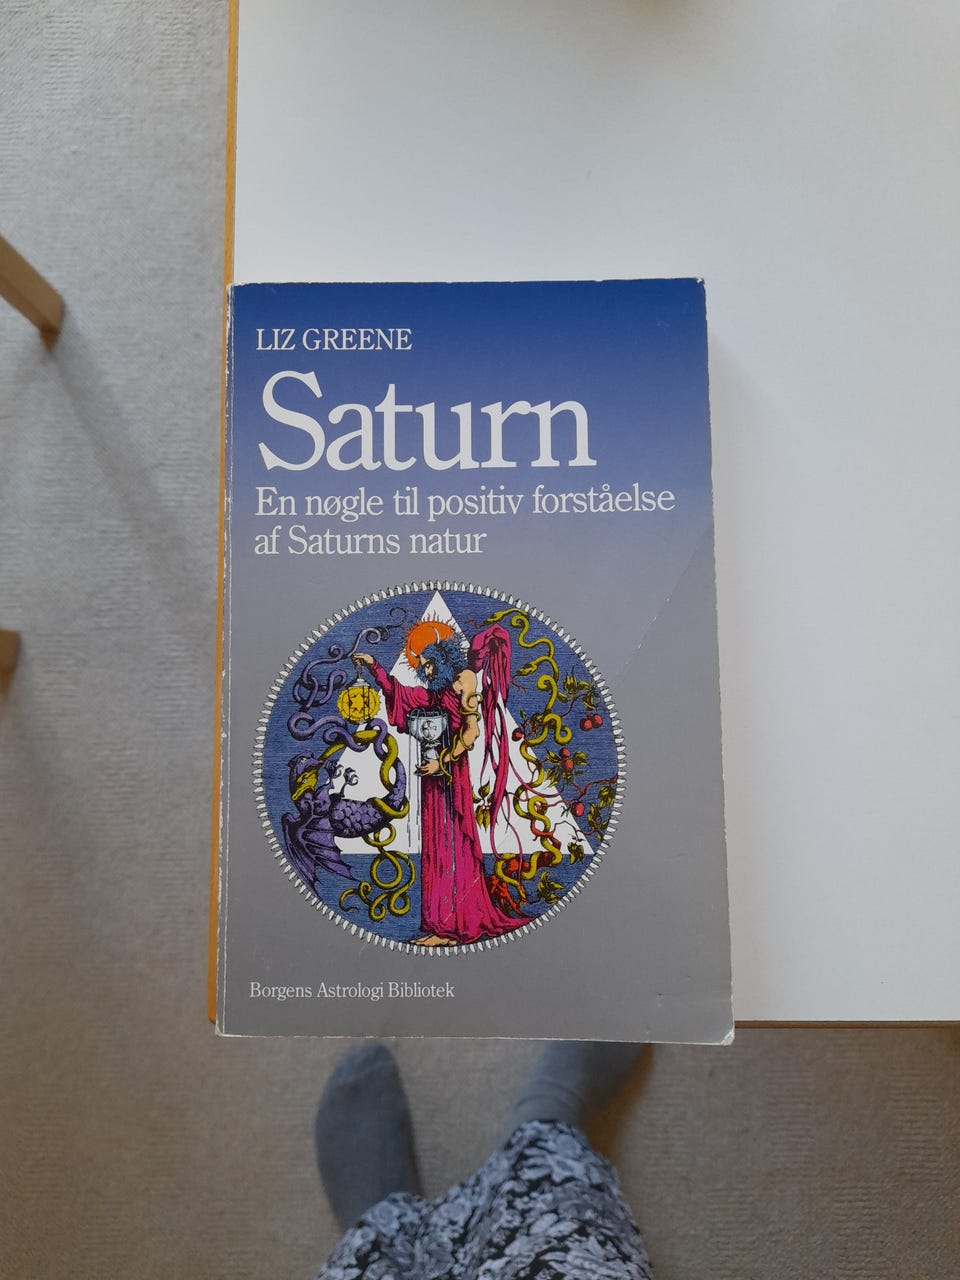 LIZ GREENE
Saturn
En nøgle til positiv forståelse
af Saturns natur
Borgens Astrologi Bibliotek